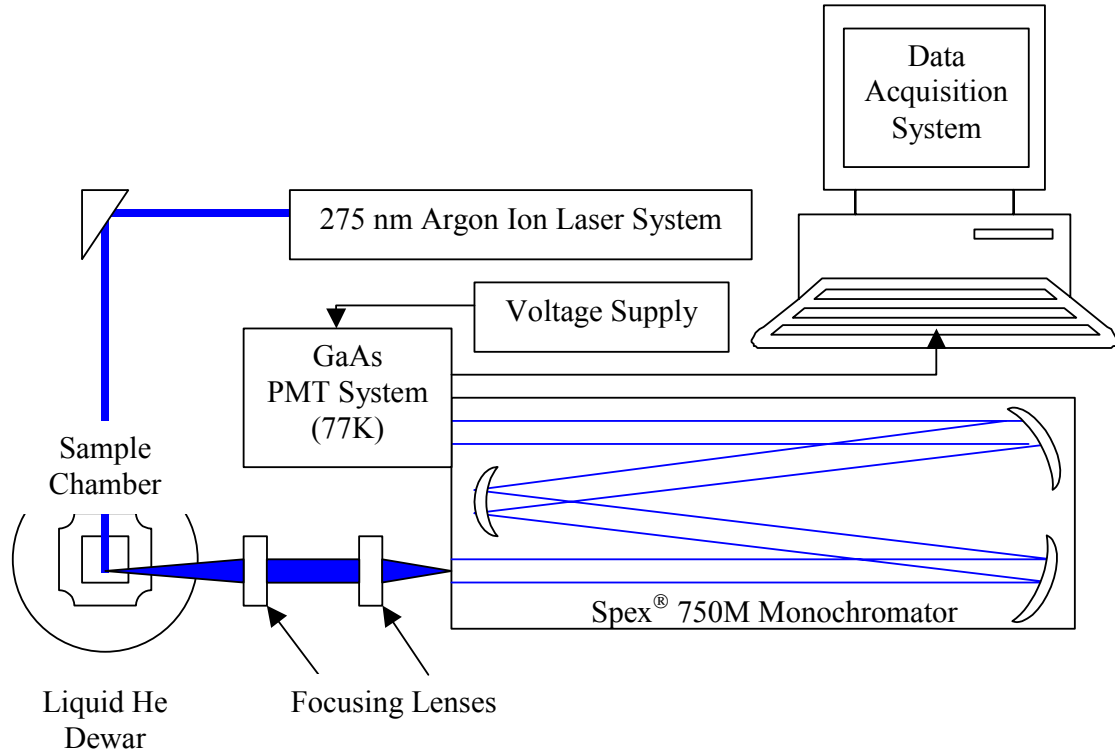 Data
Acquisition
System
275 nm Argon Ion Laser System
Voltage Supply
GaAs
PMT System
(77K)
Sample
Chamber
Spex® 750M Monochromator
Liquid He
Dewar
Focusing Lenses